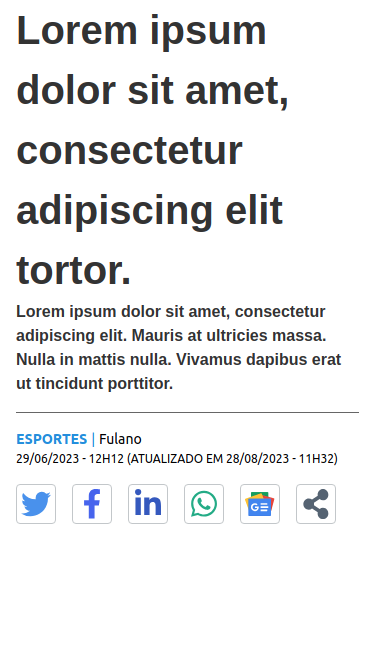 Lorem ipsum
dolor sit amet,
consectetur
adipiscing elit
tortor.
Lorem ipsum dolor sit amet, consectetur
adipiscing elit. Mauris at ultricies massa.
Nulla in mattis nulla. Vivamus dapibus erat
ut tincidunt porttitor.
ESPORTES | Fulano
29/06/2023 - 12H12 (ATUALIZADO EM 28/08/2023 - 11H32)